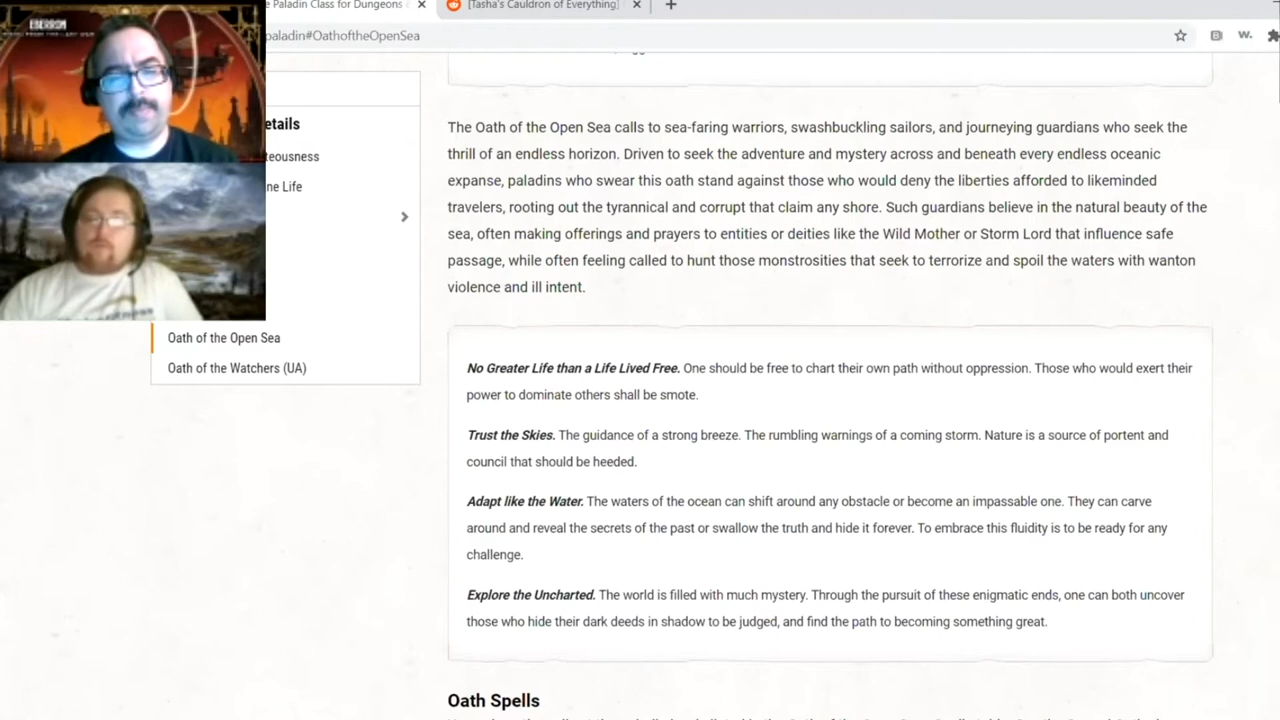 e Paladin Class for Dungeons
[Tasha's Cauldron of Everything]
paladin#OathoftheOpenSea
W.
EBERRON
etails
teousness
ne Life
Oath of the Open Sea
Oath of the Watchers (UA)
The Oath of the Open Sea calls to sea-faring warriors, swashbuckling sailors, and journeying guardians who seek the
thrill of an endless horizon. Driven to seek the adventure and mystery across and beneath every endless oceanic
expanse, paladins who swear this oath stand against those who would deny the liberties afforded to likeminded
travelers, rooting out the tyrannical and corrupt that claim any shore. Such guardians believe in the natural beauty of the
sea, often making offerings and prayers to entities or deities like the Wild Mother or Storm Lord that influence safe
passage, while often feeling called to hunt those monstrosities that seek to terrorize and spoil the waters with wanton
violence and ill intent.
No Greater Life than a Life Lived Free. One should be free to chart their own path without oppression. Those who would exert their
power to dominate others shall be smote.
Trust the Skies. The guidance of a strong breeze. The rumbling warnings of a coming storm. Nature is a source of portent and
council that should be heeded.
Adapt like the Water. The waters of the ocean can shift around any obstacle or become an impassable one. They can carve
around and reveal the secrets of the past or swallow the truth and hide it forever. To embrace this fluidity is to be ready for any
challenge.
Explore the Uncharted. The world is filled with much mystery. Through the pursuit of these enigmatic ends, one can both uncover
those who hide their dark deeds in shadow to be judged, and find the path to becoming something great.
Oath Spells